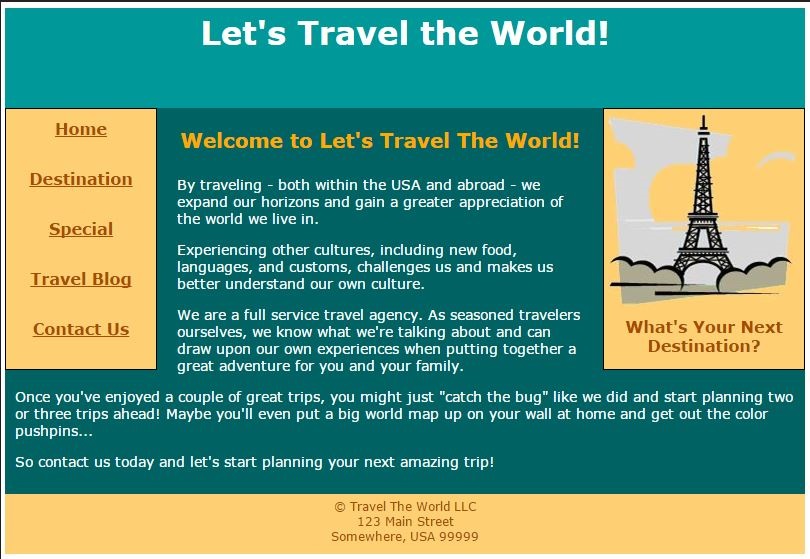 Let's Travel the World!
Home
Destination
Special
Travel Blog
Contact Us
Welcome to Let's Travel The World!
By traveling - both within the USA and abroad - we
expand our horizons and gain a greater appreciation of
the world we live in.
Experiencing other cultures, including new food,
languages, and customs, challenges us and makes us
better understand our own culture.
We are a full service travel agency. As seasoned travelers
ourselves, we know what we're talking about and can
draw upon our own experiences when putting together a
great adventure for you and your family.
What's Your Next
Destination?
Once you've enjoyed a couple of great trips, you might just "catch the bug" like we did and start planning two
or three trips ahead! Maybe you'll even put a big world map up on your wall at home and get out the color
pushpins...
So contact us today and let's start planning your next amazing trip!
© Travel The World LLC
123 Main Street
Somewhere, USA 99999